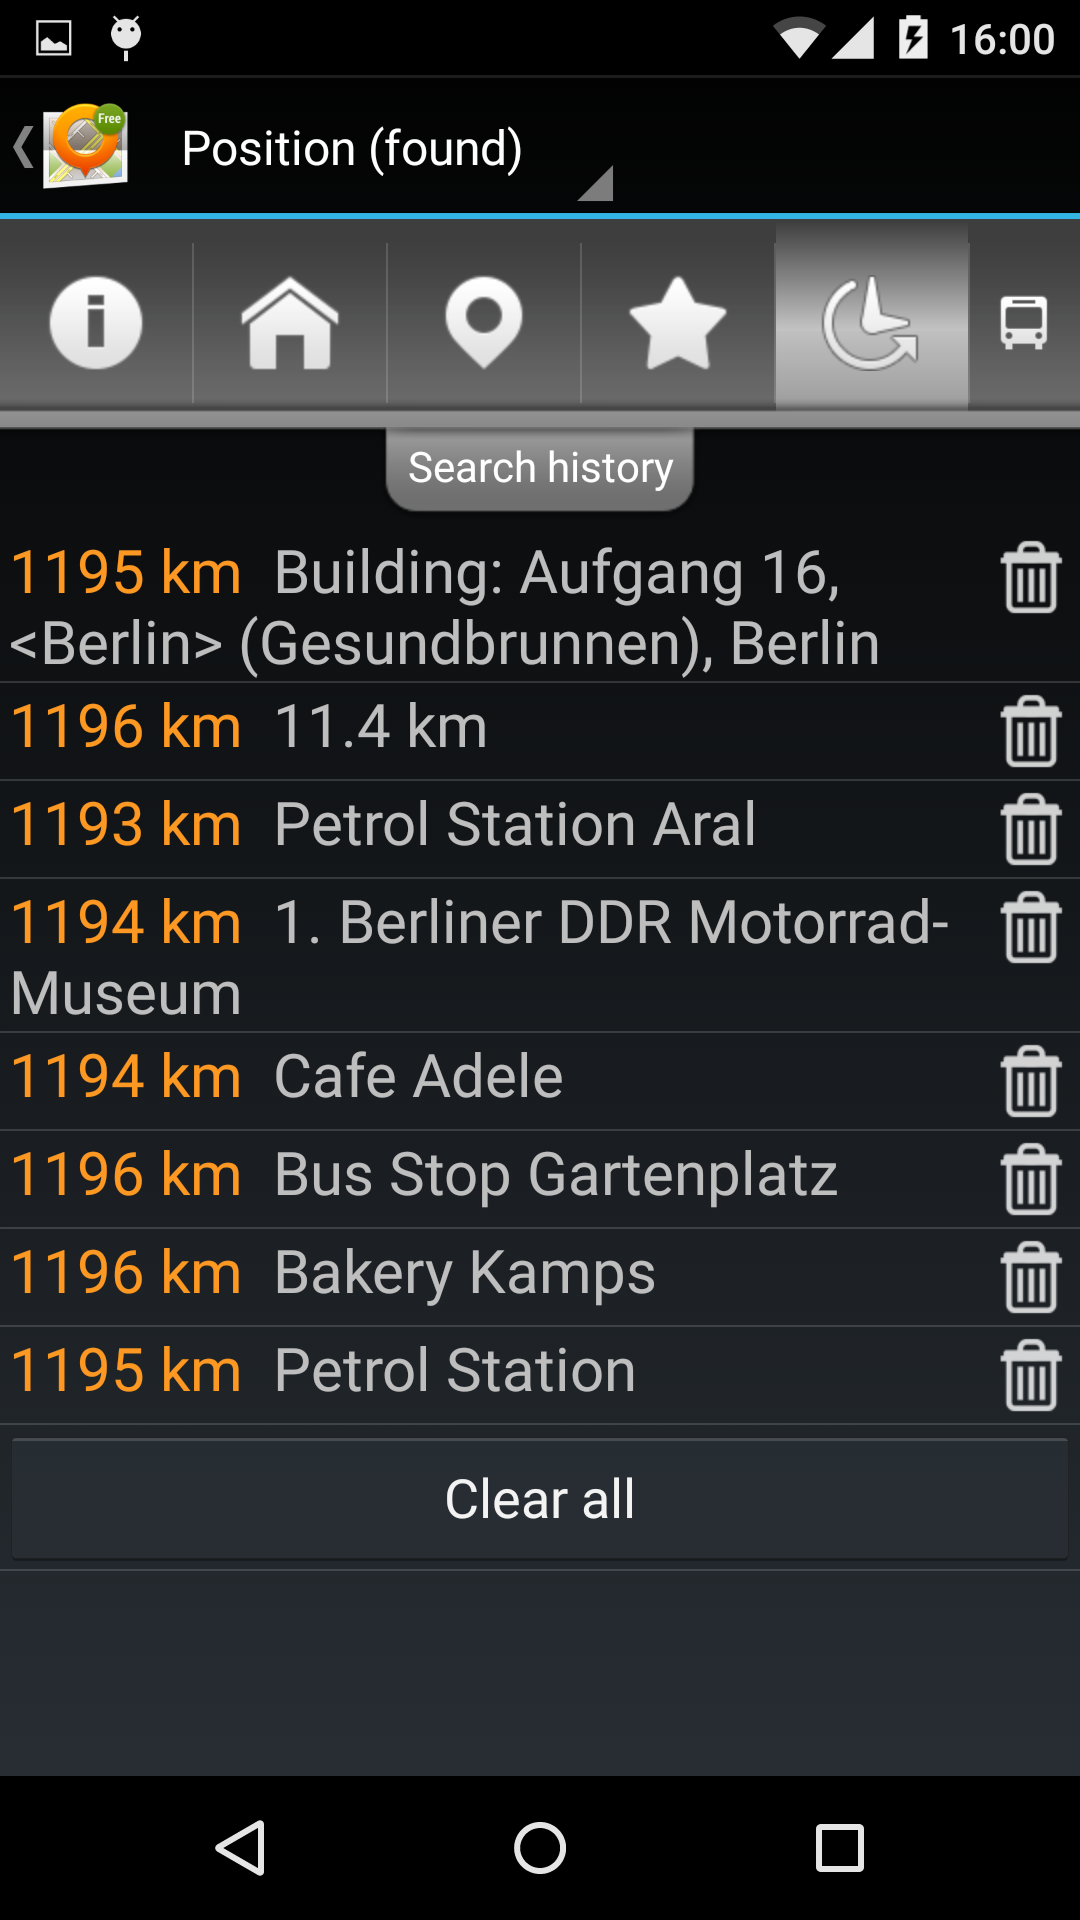 16:00
Free
Position (found)
Search history
1195 km Building: Aufgang 16,
<Berlin> (Gesundbrunnen), Berlin
1196 km 11.4 km
1193 km Petrol Station Aral
1194 km 1. Berliner DDR Motorrad-
Museum
1194 km Cafe Adele
1196 km Bus Stop Gartenplatz
1196 km Bakery Kamps
1195 km Petrol Station
Clear all